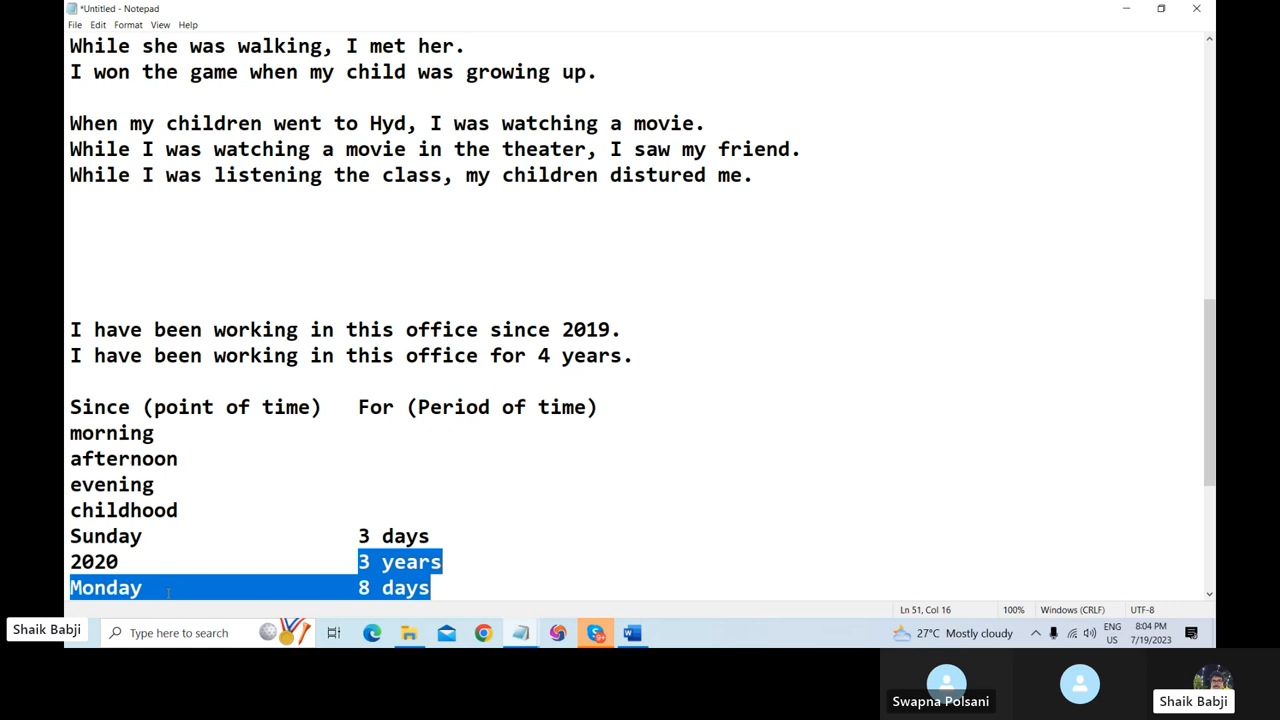 *Untitled - Notepad
File Edit Format View Help
While she was walking, I met her.
I won the game when my child was growing up.
When my children went to Hyd, I was watching a movie.
While I was watching a movie in the theater, I saw my friend.
While I was listening the class, my children distured me.
I have been working in this office since 2019.
I have been working in this office for 4 years.
Since (point of time) For (Period of time)
morning
afternoon
evening
childhood
Sunday 3 days
2020 3 years
Monday 8 days
Ln 51, Col 16 100% Windows (CRLF) UTF-8
Shaik Babji
Type here to search
27°C Mostly cloudy
ENG US
8:04 PM
7/19/2023
Swapna Polsani
Shaik Babji